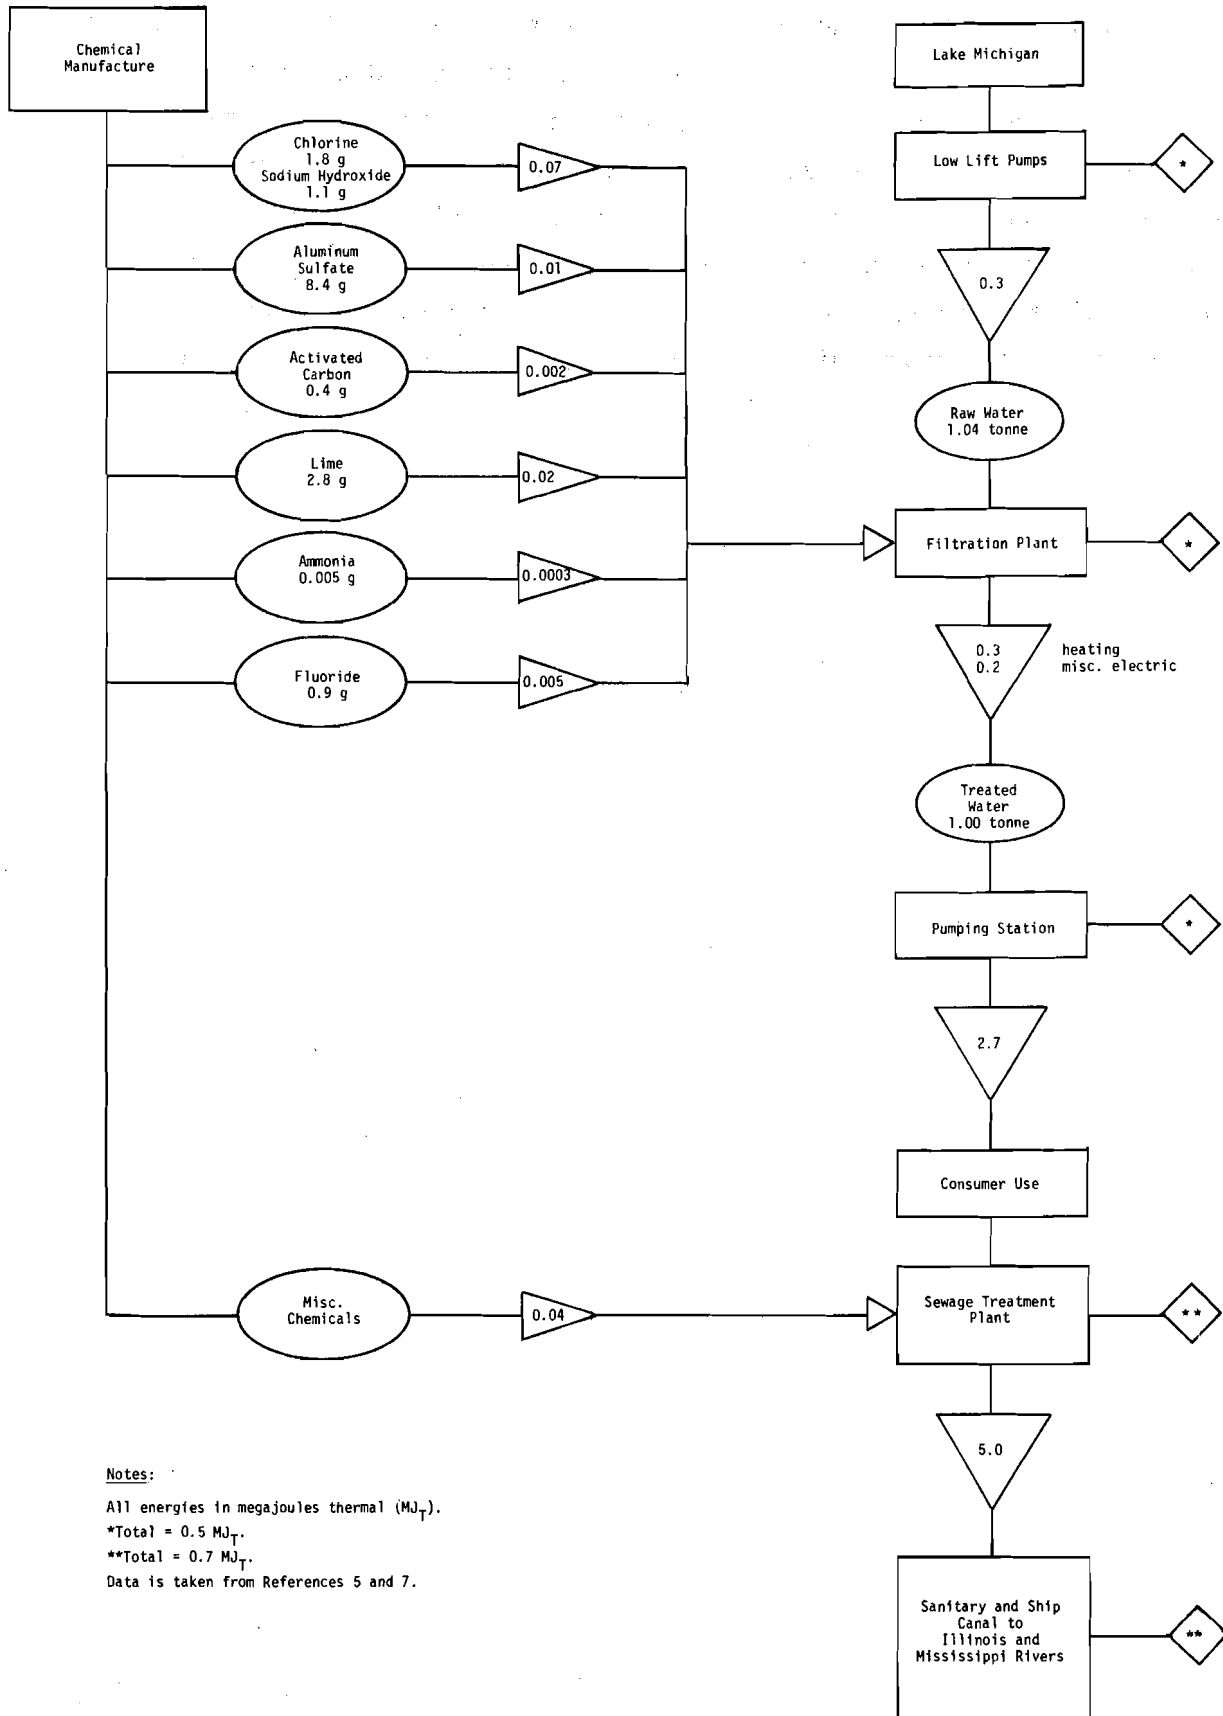 Chemical
Manufacture
Chlorine
1.8 g
Sodium Hydroxide
1.1 g
0.07
Aluminum
Sulfate
8.4 g
0.01
Activated
Carbon
0.4 g
0.002
Lime
2.8 g
0.02
Ammonia
0.005 g
0.0003
Fluoride
0.9 g
0.005
Lake Michigan
Low Lift Pumps
*
0.3
Raw Water
1.04 tonne
Filtration Plant
*
0.3
0.2
heating
misc. electric
Treated
Water
1.00 tonne
Pumping Station
*
2.7
Consumer Use
Misc.
Chemicals
0.04
Sewage Treatment
Plant
**
5.0
Sanitary and Ship
Canal to
Illinois and
Mississippi Rivers
**
Notes:
All energies in megajoules thermal (MJT).
*Total = 0.5 MJT.
**Total = 0.7 MJT.
Data is taken from References 5 and 7.